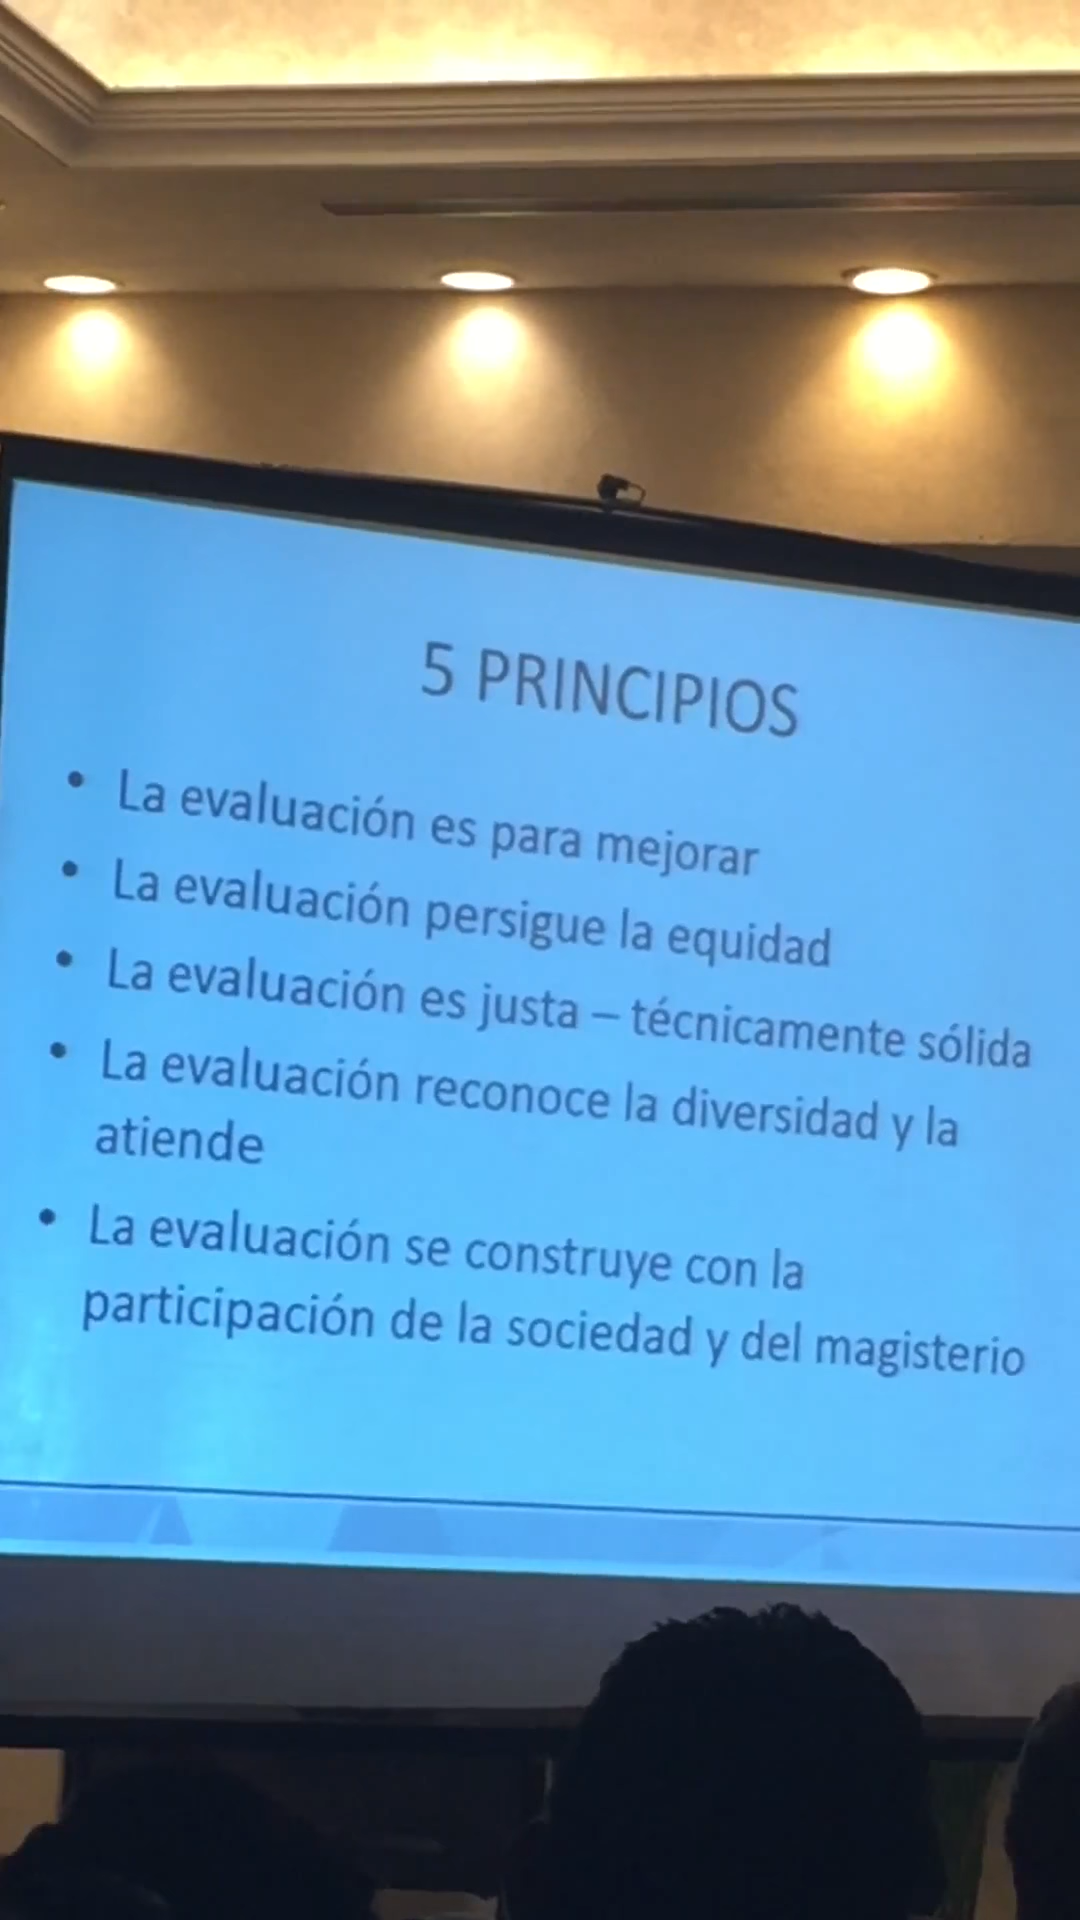 5 PRINCIPIOS
• La evaluación es para mejorar
• La evaluación persigue la equidad
• La evaluación es justa – técnicamente sólida
• La evaluación reconoce la diversidad y la
atiende
• La evaluación se construye con la
participación de la sociedad y del magisterio